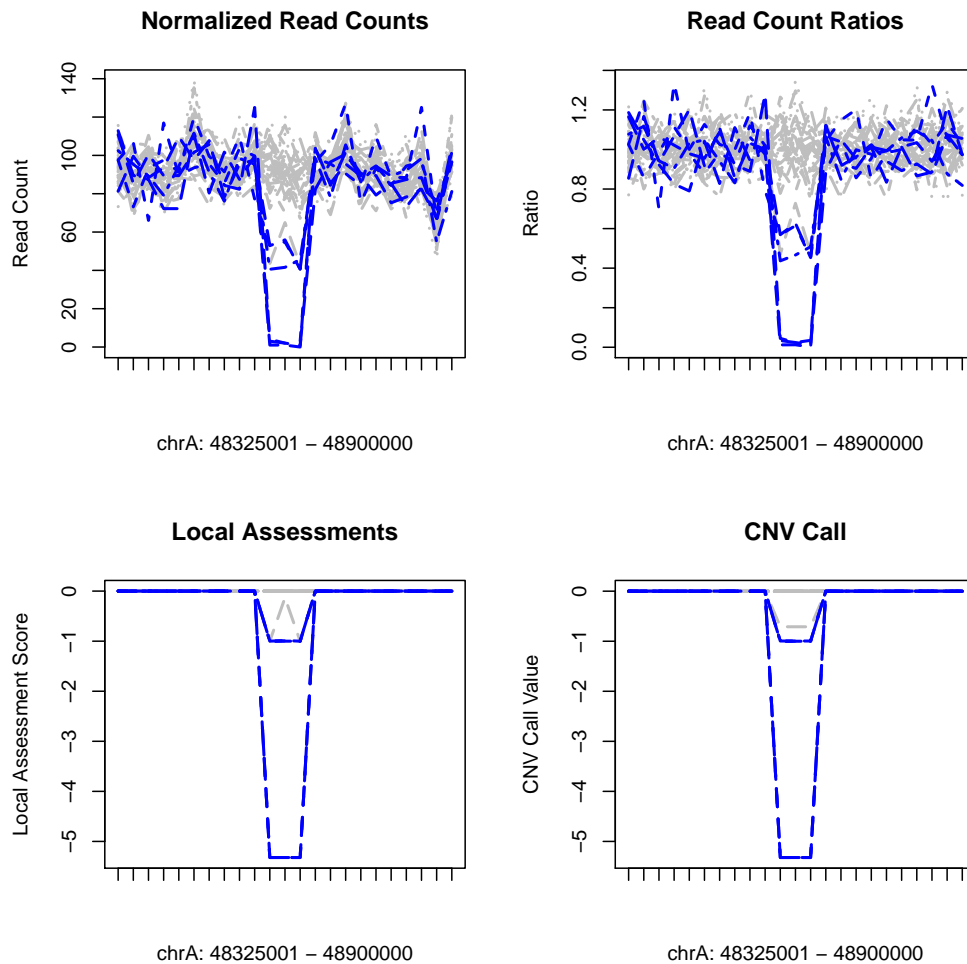 Normalized Read Counts
Read Count
0
20
60
100
140
chrA: 48325001 − 48900000
Read Count Ratios
Ratio
0.0
0.4
0.8
1.2
chrA: 48325001 − 48900000
Local Assessments
Local Assessment Score
−5
−4
−3
−2
−1
0
chrA: 48325001 − 48900000
CNV Call
CNV Call Value
−5
−4
−3
−2
−1
0
chrA: 48325001 − 48900000